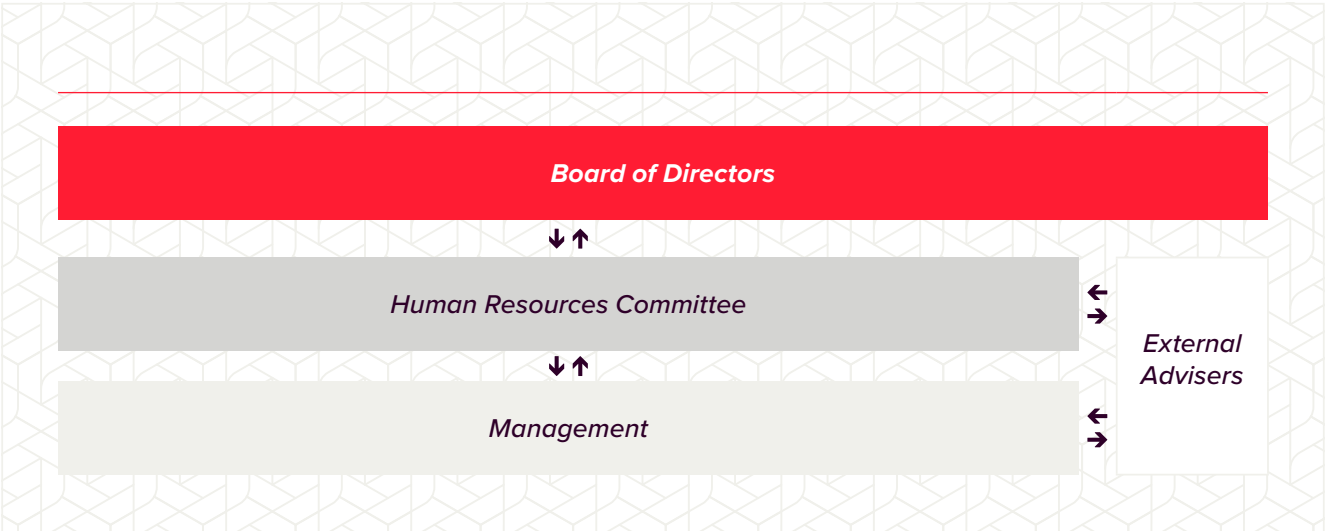 Board of Directors
Human Resources Committee
External
Advisers
Management